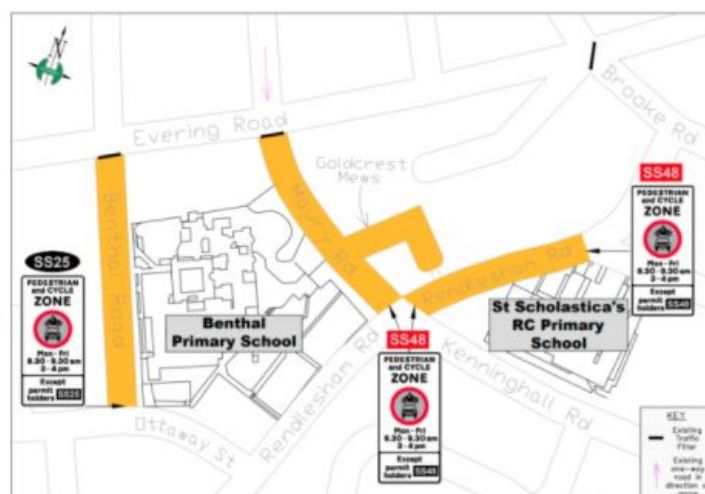 N
Brooke Rd
Evering Road
Goldcrest
Mews
SS48
PEDESTRIAN
and CYCLE
ZONE
Mon - Fri
8.30 - 9.30 am
3 - 4 pm
Except
permit
holders SS48
Maury Rd
Benthal Road
SS25
PEDESTRIAN
and CYCLE
ZONE
Mon - Fri
8.30 - 9.30 am
3 - 4 pm
Except
permit
holders SS25
Rendlesham Rd
Benthal
Primary School
St Scholastica's
RC Primary
School
SS48
PEDESTRIAN
and CYCLE
ZONE
Mon - Fri
8.30 - 9.30 am
3 - 4 pm
Except
permit
holders SS48
Rendlesham Rd
Kenninghall Rd
Ottaway St
KEY
Existing
Traffic
Filter
Existing
one-way
road in
direction